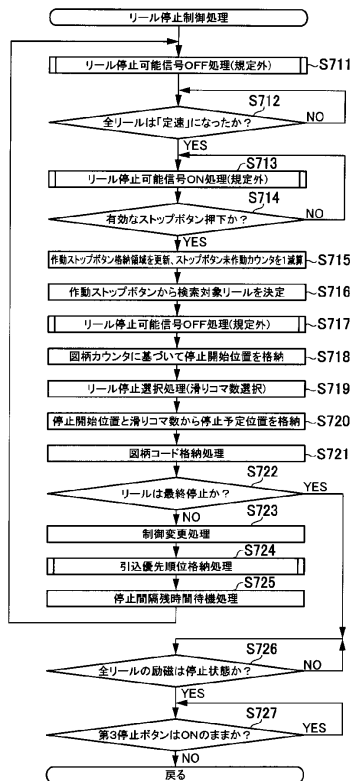 リール停止制御処理
リール停止可能信号OFF処理(規定外) S711
S712
全リールは「定速」になったか? NO
YES
S713
リール停止可能信号ON処理(規定外)
S714
有効なストップボタン押下か? NO
YES
作動ストップボタン格納領域を更新、ストップボタン未作動カウンタを1減算 S715
作動ストップボタンから検索対象リールを決定 S716
リール停止可能信号OFF処理(規定外) S717
図柄カウンタに基づいて停止開始位置を格納 S718
リール停止選択処理(滑りコマ数選択) S719
停止開始位置と滑りコマ数から停止予定位置を格納 S720
図柄コード格納処理 S721
S722
リールは最終停止か? YES
NO
S723
制御変更処理
S724
引込優先順位格納処理
S725
停止間隔残時間待機処理
S726
全リールの励磁は停止状態か? NO
YES
S727
第3停止ボタンはONのままか? YES
NO
戻る